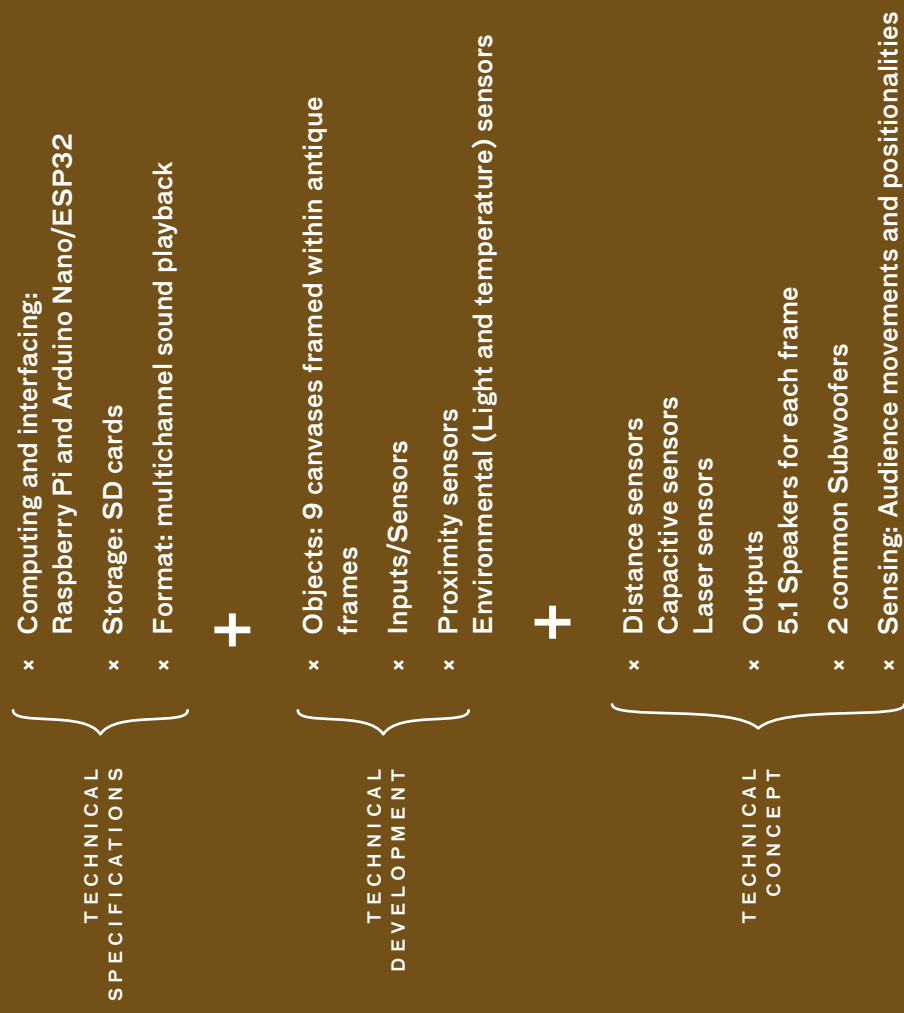 TECHNICAL
SPECIFICATIONS
× Computing and interfacing:
Raspberry Pi and Arduino Nano/ESP32
× Storage: SD cards
× Format: multichannel sound playback
+
TECHNICAL
DEVELOPMENT
× Objects: 9 canvases framed within antique
frames
× Inputs/Sensors
× Proximity sensors
Environmental (Light and temperature) sensors
+
TECHNICAL
CONCEPT
× Distance sensors
Capacitive sensors
Laser sensors
× Outputs
5.1 Speakers for each frame
× 2 common Subwoofers
× Sensing: Audience movements and positionalities